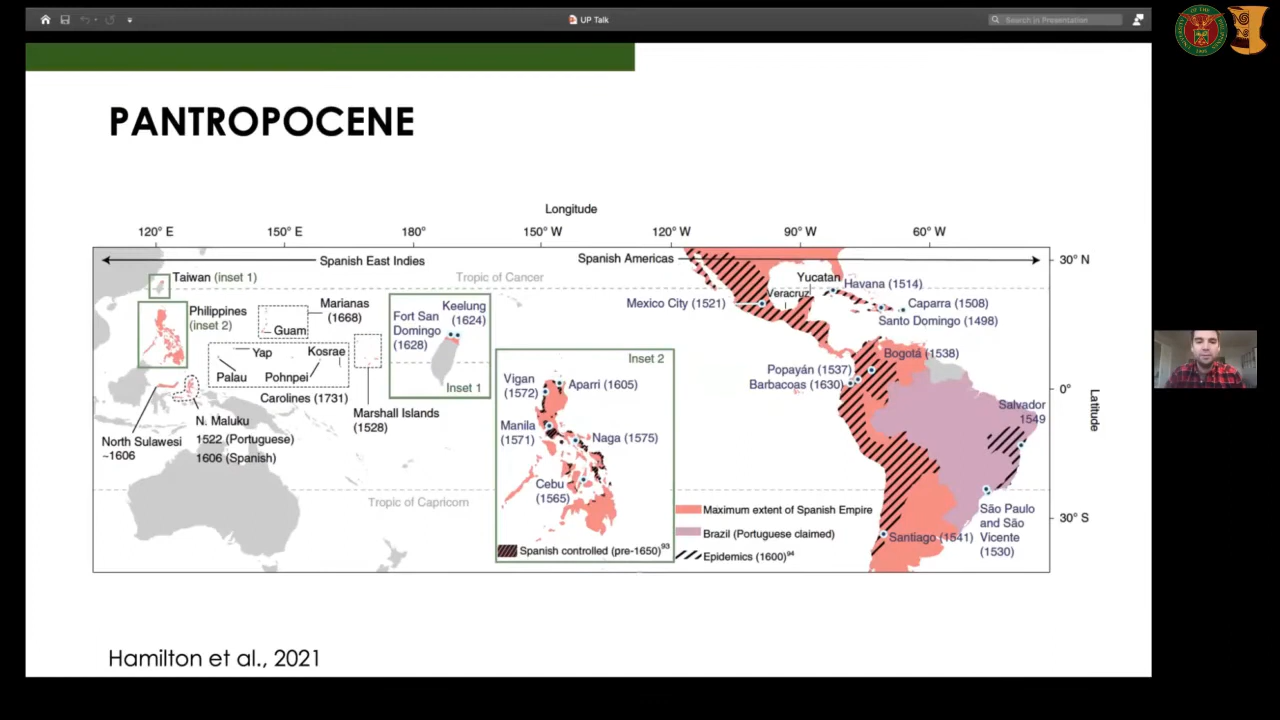 UP Talk
Search in Presentation
PANTROPOCENE
Longitude
120° E
150° E
180°
150° W
120° W
90° W
60° W
Spanish East Indies
Spanish Americas
30° N
Taiwan (inset 1)
Tropic of Cancer
Philippines
(inset 2)
Marianas
(1668)
Guam
Yap
Kosrae
Palau
Pohnpei
Carolines (1731)
Marshall Islands
(1528)
N. Maluku
1522 (Portuguese)
1606 (Spanish)
North Sulawesi
~1606
Keelung
(1624)
Fort San
Domingo
(1628)
Inset 1
Inset 2
Vigan
(1572)
Aparri (1605)
Manila
(1571)
Naga (1575)
Cebu
(1565)
Spanish controlled (pre-1650)93
Mexico City (1521)
Veracruz
Yucatan
Havana (1514)
Caparra (1508)
Santo Domingo (1498)
Bogotá (1538)
Popayán (1537)
Barbacoas (1630)
0°
Latitude
Salvador
1549
Tropic of Capricorn
Maximum extent of Spanish Empire
Brazil (Portuguese claimed)
Epidemics (1600)94
São Paulo
and São
Vicente
(1530)
30° S
Santiago (1541)
Hamilton et al., 2021